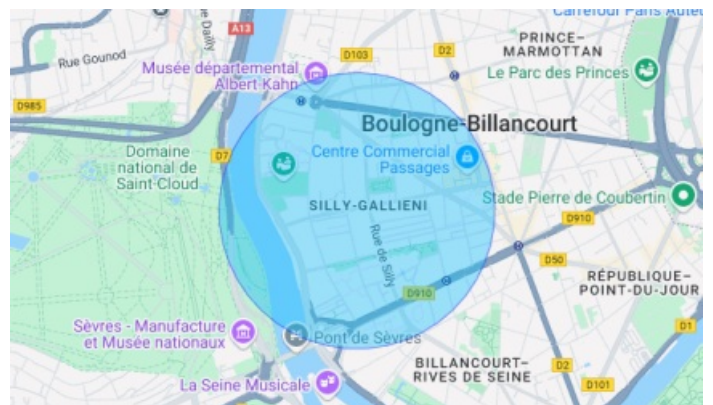 Carrefour Paris Auteu
Dailly
A13
Rue Gounod
D103
D2
PRINCE–
MARMOTTAN
Musée départemental
Albert Kahn
Le Parc des Princes
D985
Boulogne-Billancourt
D7
Domaine
national de
Saint-Cloud
Centre Commercial
Passages
SILLY-GALLIENI
Stade Pierre de Coubertin
D910
Rue de Silly
D50
RÉPUBLIQUE–
POINT-DU-JOUR
D910
Sèvres - Manufacture
et Musée nationaux
Pont de Sèvres
D1
BILLANCOURT–
RIVES DE SEINE
D2
La Seine Musicale
D101